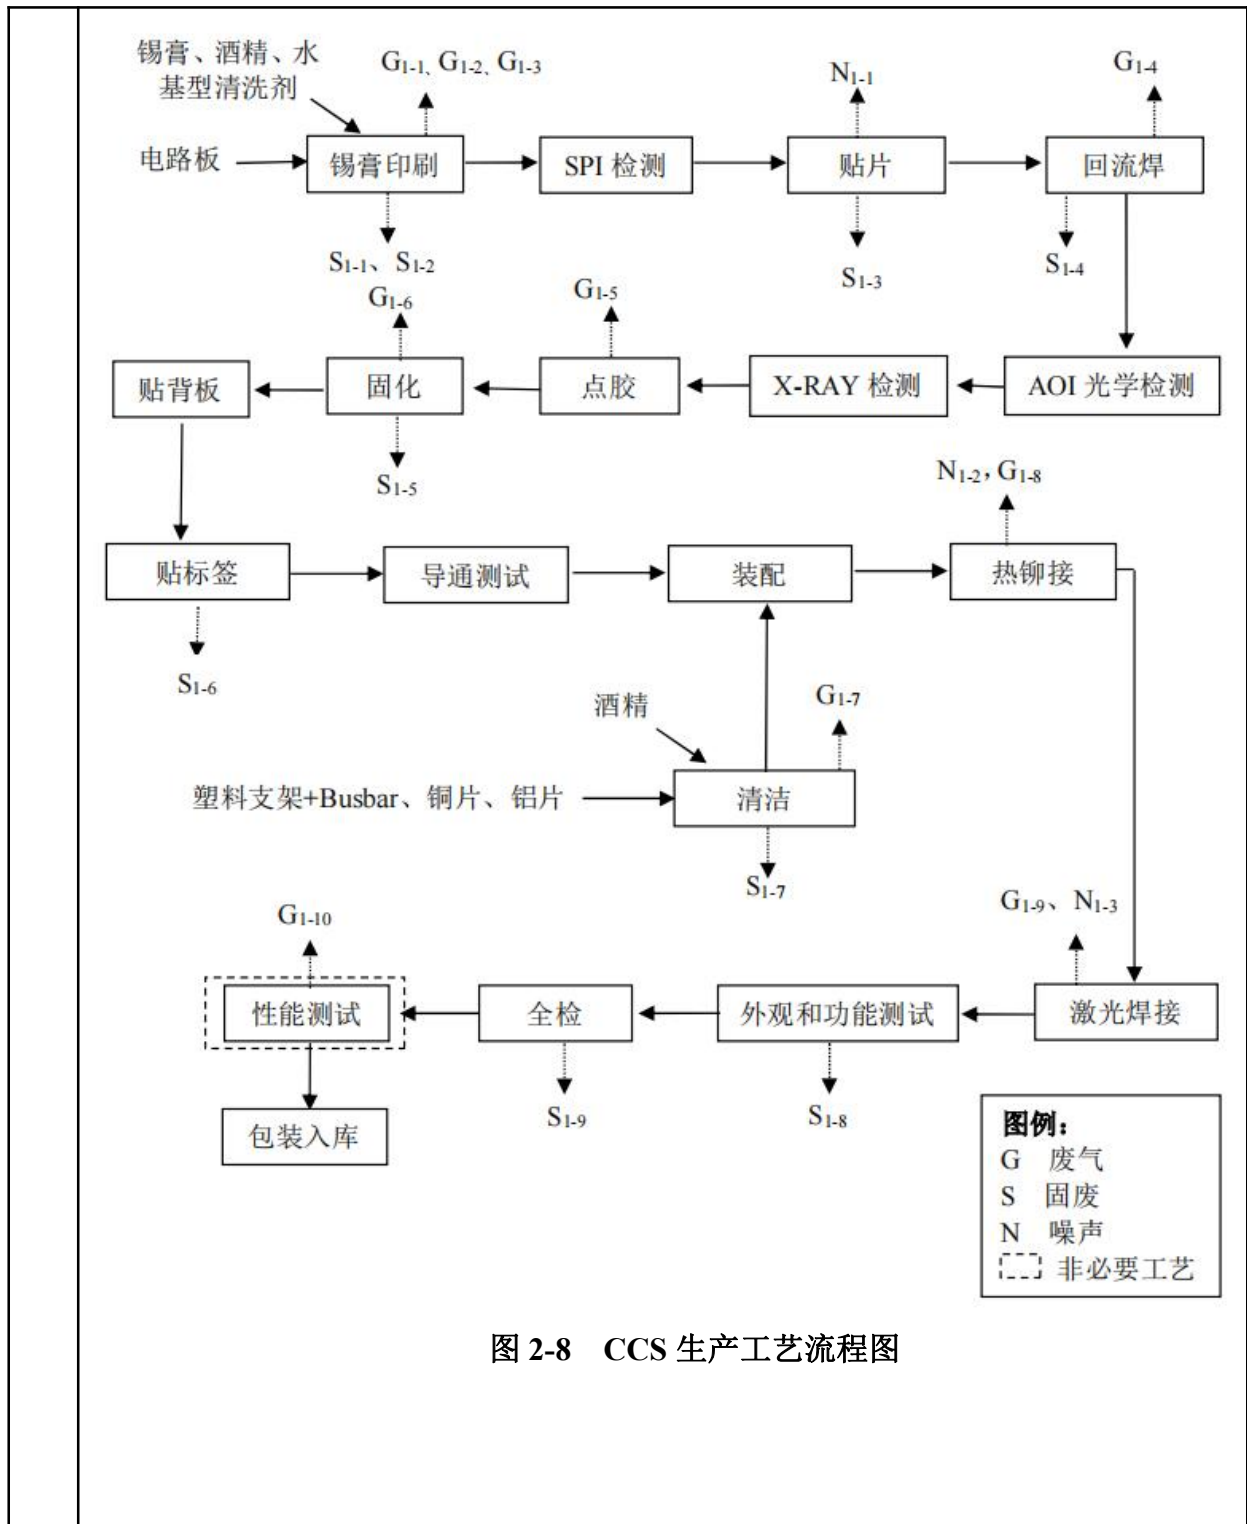 锡膏、酒精、水
基型清洗剂
G1-1、G1-2、G1-3
N1-1
G1-4
电路板
锡膏印刷
SPI 检测
贴片
回流焊
S1-1、S1-2
S1-3
S1-4
G1-6
G1-5
贴背板
固化
点胶
X-RAY 检测
AOI 光学检测
S1-5
N1-2，G1-8
贴标签
导通测试
装配
热铆接
S1-6
酒精
G1-7
塑料支架+Busbar、铜片、铝片
清洁
S1-7
G1-10
G1-9、N1-3
性能测试
全检
外观和功能测试
激光焊接
S1-9
S1-8
包装入库
图例：
G 废气
S 固废
N 噪声
非必要工艺
图 2-8 CCS 生产工艺流程图